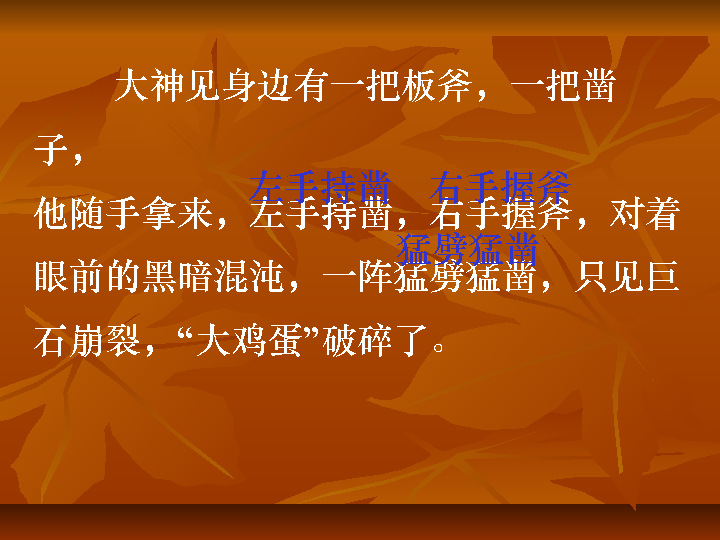 大神见身边有一把板斧，一把凿
子，
左手持凿 右手握斧
他随手拿来，左手持凿，右手握斧，对着
猛劈猛凿
眼前的黑暗混沌，一阵猛劈猛凿，只见巨
石崩裂，“大鸡蛋”破碎了。